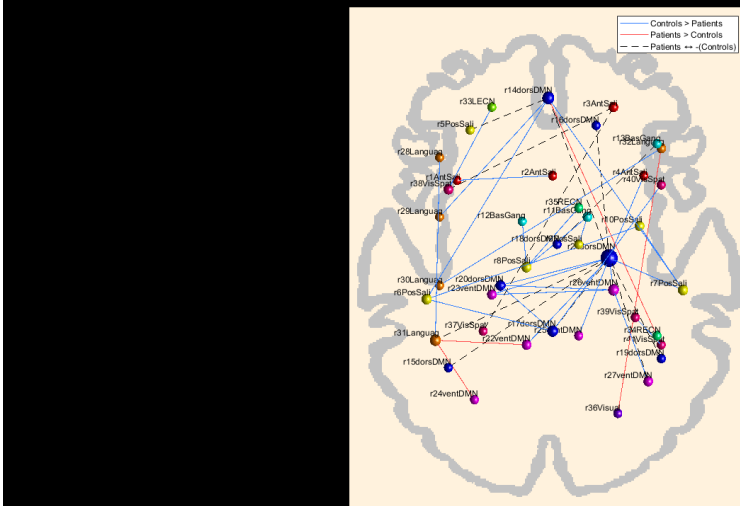 Controls > Patients
Patients > Controls
Patients ↔ -(Controls)
r14dorsDMN
r33LECN
r3AntSali
r5PosSali
r16dorsDMN
r13BasGang
r32Languag
r28Languag
r1AntSali
r38VisSpat
r2AntSali
r4AntSali
r40VisSpat
r35RECN
r11BasGang
r29Languag
r12BasGang
r10PosSali
r18dorsDMN
r8PosSali
r30Languag
r20dorsDMN
r23ventDMN
r26ventDMN
r7PosSali
r6PosSali
r39VisSpat
r37VisSpat
r17dorsDMN
r31Languag
r22ventDMN
r34RECN
r41VisSpat
r19dorsDMN
r15dorsDMN
r27ventDMN
r24ventDMN
r36Visual